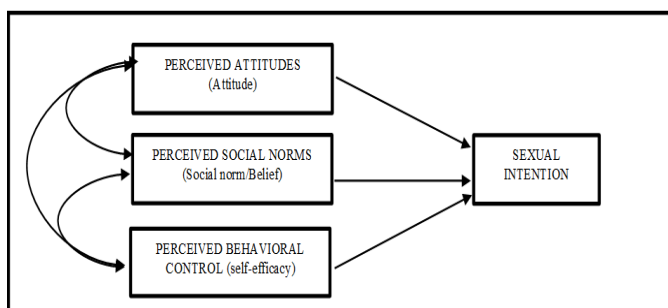 PERCEIVED ATTITUDES
(Attitude)
PERCEIVED SOCIAL NORMS
(Social norm/Belief)
PERCEIVED BEHAVIORAL
CONTROL (self-efficacy)
SEXUAL
INTENTION